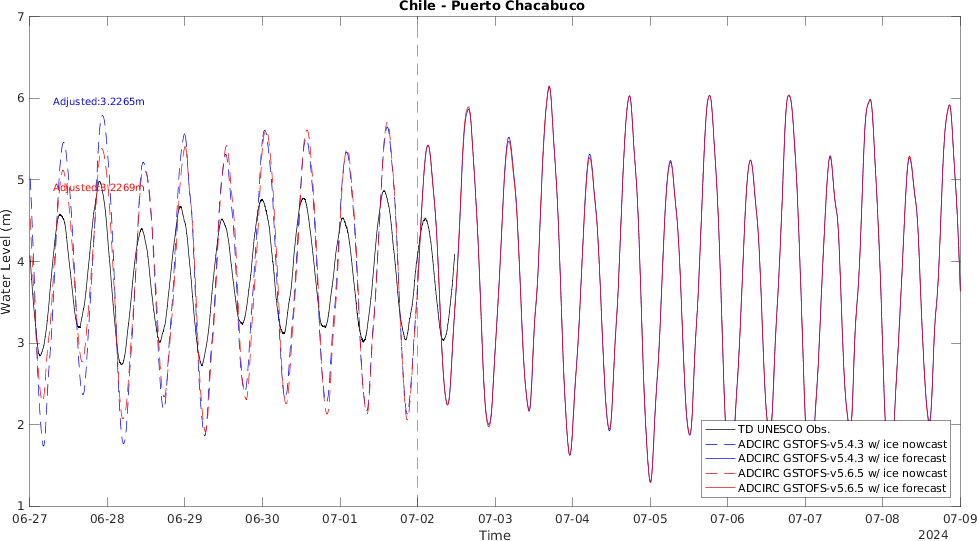 Chile - Puerto Chacabuco
7
6
5
4
3
2
1
Water Level (m)
Adjusted:3.2265m
Adjusted:3.2269m
TD UNESCO Obs.
ADCIRC GSTOFS-v5.4.3 w/ ice nowcast
ADCIRC GSTOFS-v5.4.3 w/ ice forecast
ADCIRC GSTOFS-v5.6.5 w/ ice nowcast
ADCIRC GSTOFS-v5.6.5 w/ ice forecast
06-27 06-28 06-29 06-30 07-01 07-02 07-03 07-04 07-05 07-06 07-07 07-08 07-09
Time
2024